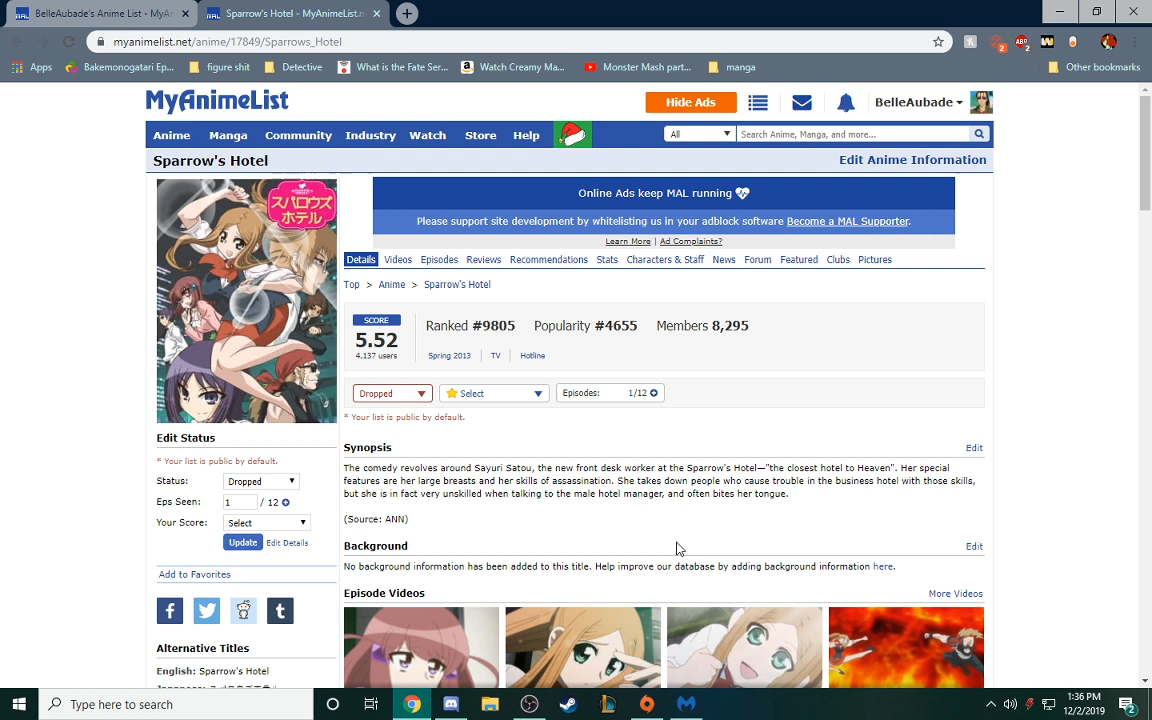 BelleAubade's Anime List - MyAn
Sparrow's Hotel - MyAnimeList.n
myanimelist.net/anime/17849/Sparrows_Hotel
Apps
Bakemonogatari Ep...
figure shit
Detective
What is the Fate Ser...
Watch Creamy Ma...
Monster Mash part...
manga
Other bookmarks
MyAnimeList
Hide Ads
BelleAubade
Anime Manga Community Industry Watch Store Help
All
Search Anime, Manga, and more...
Sparrow's Hotel
Edit Anime Information
スパロウズ
ホテル
Online Ads keep MAL running
Please support site development by whitelisting us in your adblock software Become a MAL Supporter.
Learn More | Ad Complaints?
Details Videos Episodes Reviews Recommendations Stats Characters & Staff News Forum Featured Clubs Pictures
Top > Anime > Sparrow's Hotel
SCORE
5.52
4,137 users
Ranked #9805 Popularity #4655 Members 8,295
Spring 2013 TV Hotline
Dropped
Select
Episodes: 1/12
* Your list is public by default.
Edit Status
* Your list is public by default.
Status: Dropped
Eps Seen: 1 / 12
Your Score: Select
Update Edit Details
Add to Favorites
Alternative Titles
English: Sparrow's Hotel
Synopsis
Edit
The comedy revolves around Sayuri Satou, the new front desk worker at the Sparrow's Hotel—"the closest hotel to Heaven". Her special
features are her large breasts and her skills of assassination. She takes down people who cause trouble in the business hotel with those skills,
but she is in fact very unskilled when talking to the male hotel manager, and often bites her tongue.
(Source: ANN)
Background
Edit
No background information has been added to this title. Help improve our database by adding background information here.
Episode Videos
More Videos
Type here to search
1:36 PM
12/2/2019